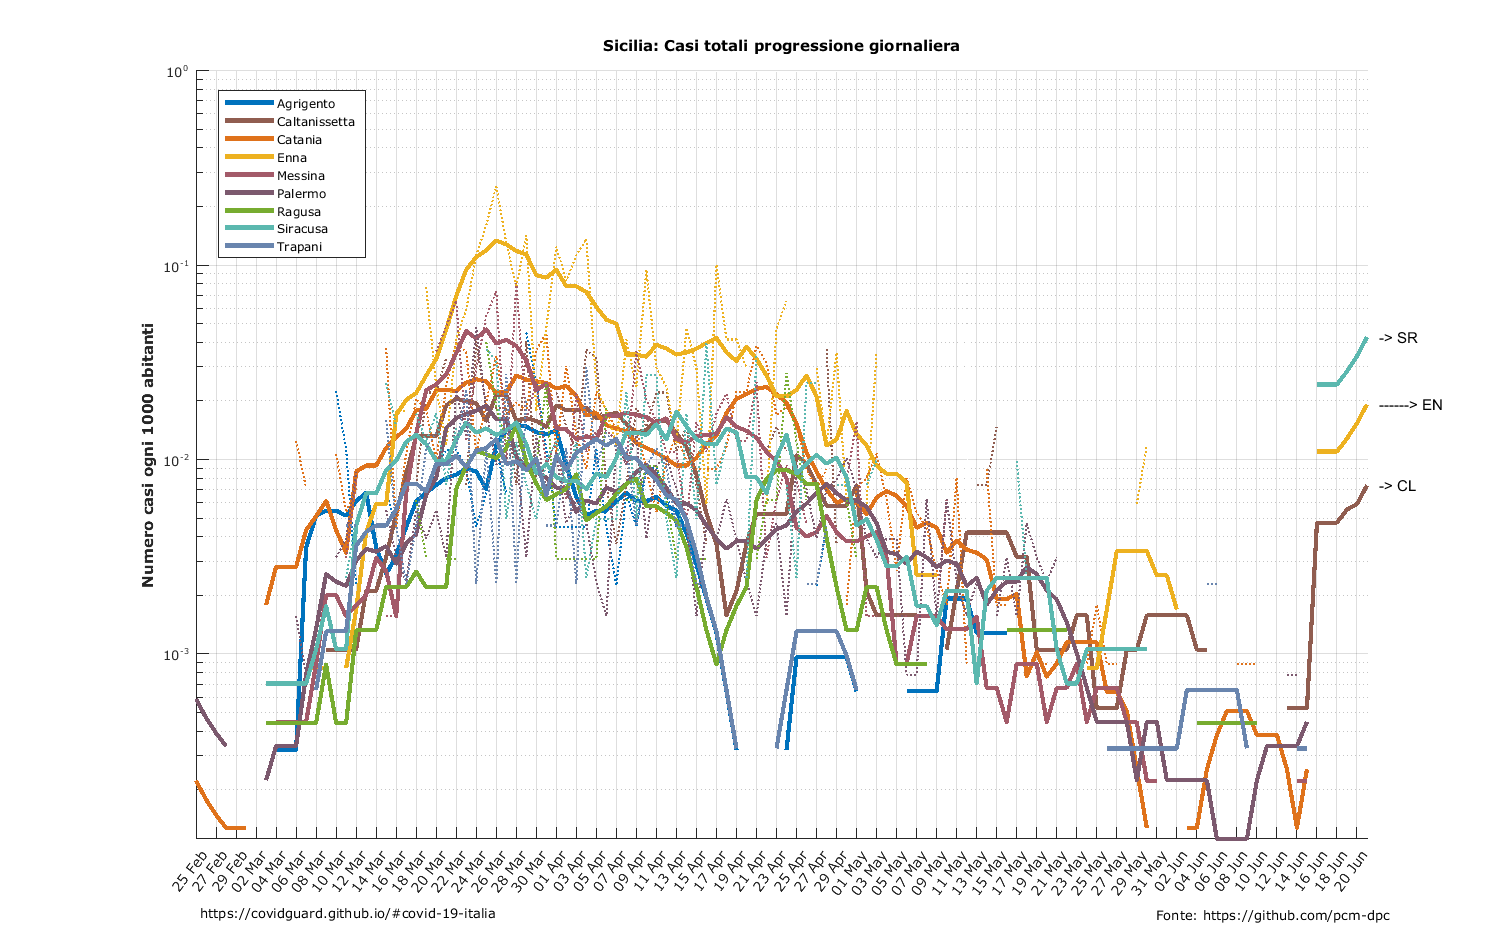 Sicilia: Casi totali progressione giornaliera
10^0
10^-1
10^-2
10^-3
Numero casi ogni 1000 abitanti
Agrigento
Caltanissetta
Catania
Enna
Messina
Palermo
Ragusa
Siracusa
Trapani
-> SR
------> EN
-> CL
25 Feb
27 Feb
29 Feb
02 Mar
04 Mar
06 Mar
08 Mar
10 Mar
12 Mar
14 Mar
16 Mar
18 Mar
20 Mar
22 Mar
24 Mar
26 Mar
28 Mar
30 Mar
01 Apr
03 Apr
05 Apr
07 Apr
09 Apr
11 Apr
13 Apr
15 Apr
17 Apr
19 Apr
21 Apr
23 Apr
25 Apr
27 Apr
29 Apr
01 May
03 May
05 May
07 May
09 May
11 May
13 May
15 May
17 May
19 May
21 May
23 May
25 May
27 May
29 May
31 May
02 Jun
04 Jun
06 Jun
08 Jun
10 Jun
12 Jun
14 Jun
16 Jun
18 Jun
20 Jun
https://covidguard.github.io/#covid-19-italia
Fonte: https://github.com/pcm-dpc